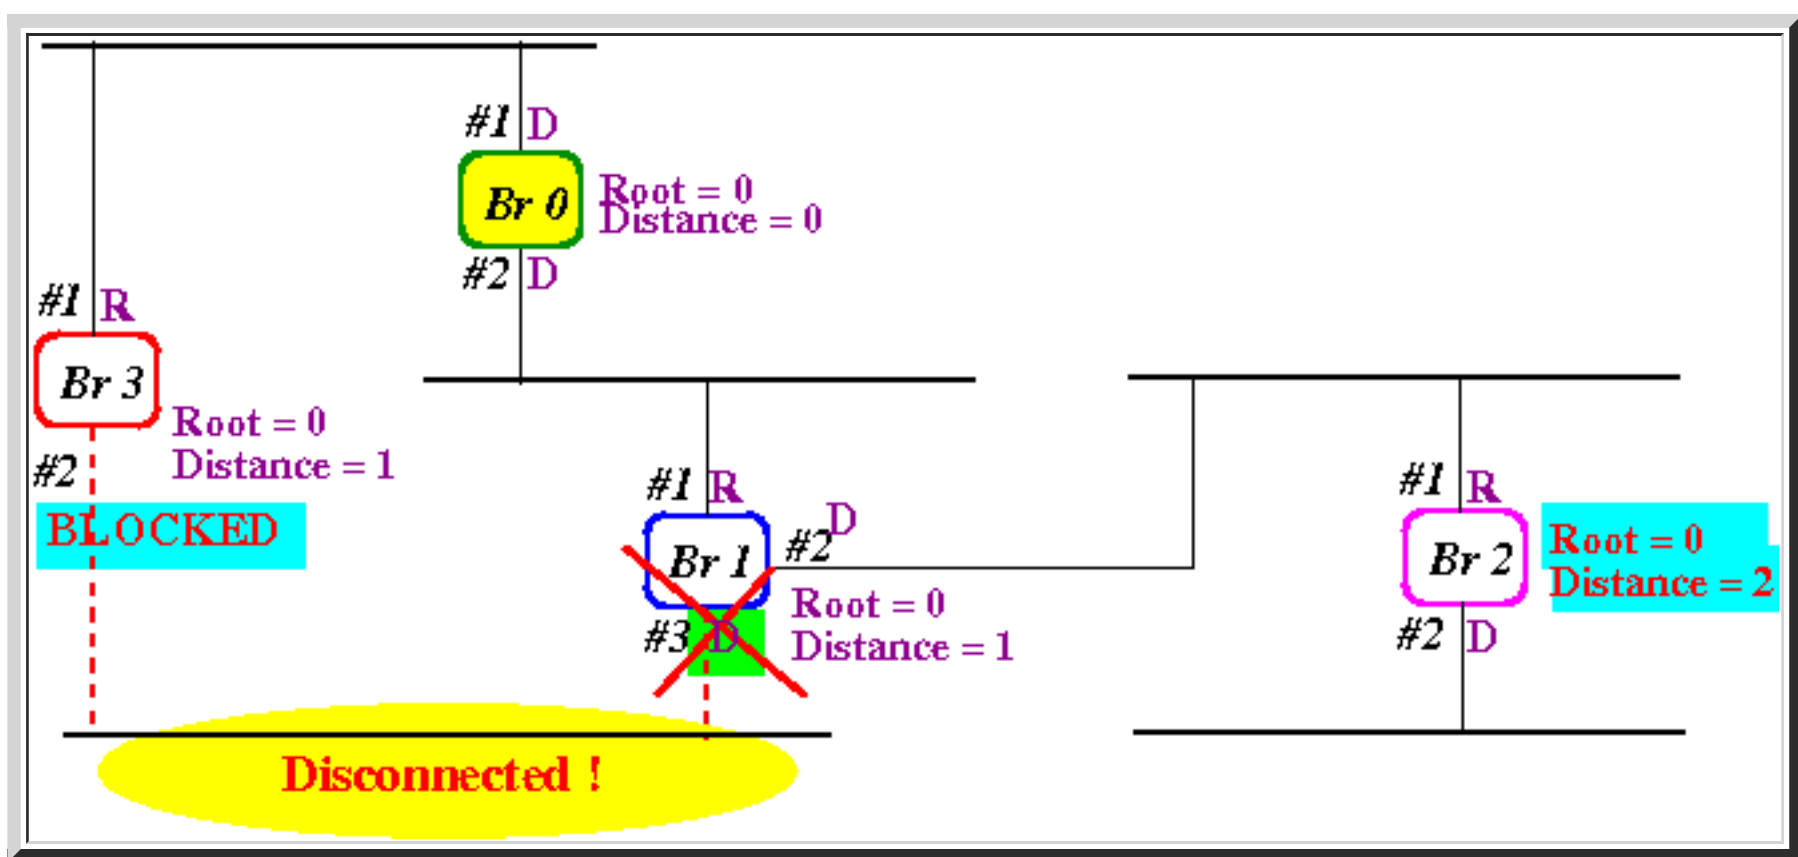 #1 D
Br 0
Root = 0
Distance = 0
#2 D
#1 R
Br 3
Root = 0
Distance = 1
#2
BLOCKED
#1 R
Br 1
#2 D
Root = 0
Distance = 1
#3 D
#1 R
Br 2
Root = 0
Distance = 2
#2 D
Disconnected !